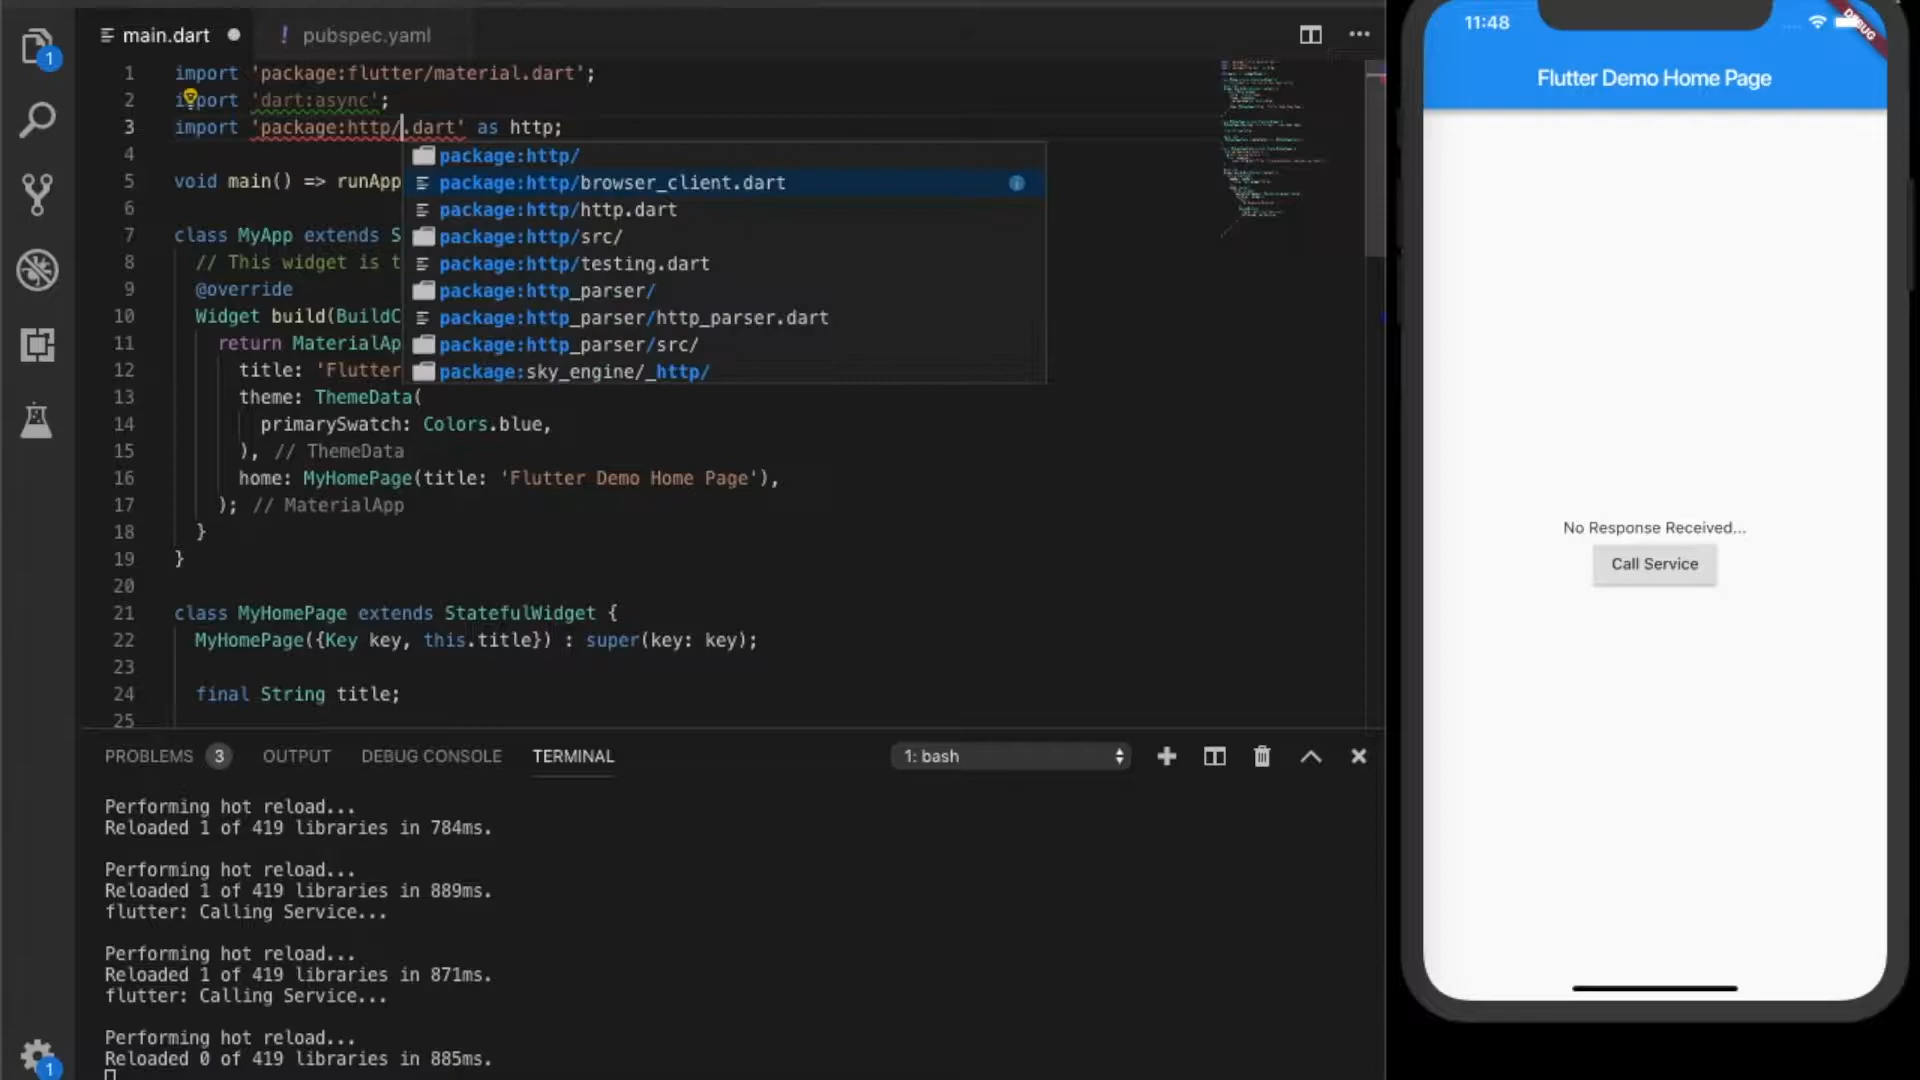 main.dart
pubspec.yaml
1 import 'package:flutter/material.dart';
2 import 'dart:async';
3 import 'package:http/.dart' as http;
4
5 void main() => runApp
6
7 class MyApp extends S
8 // This widget is t
9 @override
10 Widget build(BuildC
11 return MaterialAp
12 title: 'Flutter
13 theme: ThemeData(
14 primarySwatch: Colors.blue,
15 ), // ThemeData
16 home: MyHomePage(title: 'Flutter Demo Home Page'),
17 ); // MaterialApp
18 }
19 }
20
21 class MyHomePage extends StatefulWidget {
22 MyHomePage({Key key, this.title}) : super(key: key);
23
24 final String title;
25
package:http/
package:http/browser_client.dart
package:http/http.dart
package:http/src/
package:http/testing.dart
package:http_parser/
package:http_parser/http_parser.dart
package:http_parser/src/
package:sky_engine/_http/
1
1
PROBLEMS 3 OUTPUT DEBUG CONSOLE TERMINAL 1: bash
Performing hot reload...
Reloaded 1 of 419 libraries in 784ms.
Performing hot reload...
Reloaded 1 of 419 libraries in 889ms.
flutter: Calling Service...
Performing hot reload...
Reloaded 1 of 419 libraries in 871ms.
flutter: Calling Service...
Performing hot reload...
Reloaded 0 of 419 libraries in 885ms.
11:48
DEBUG
Flutter Demo Home Page
No Response Received...
Call Service